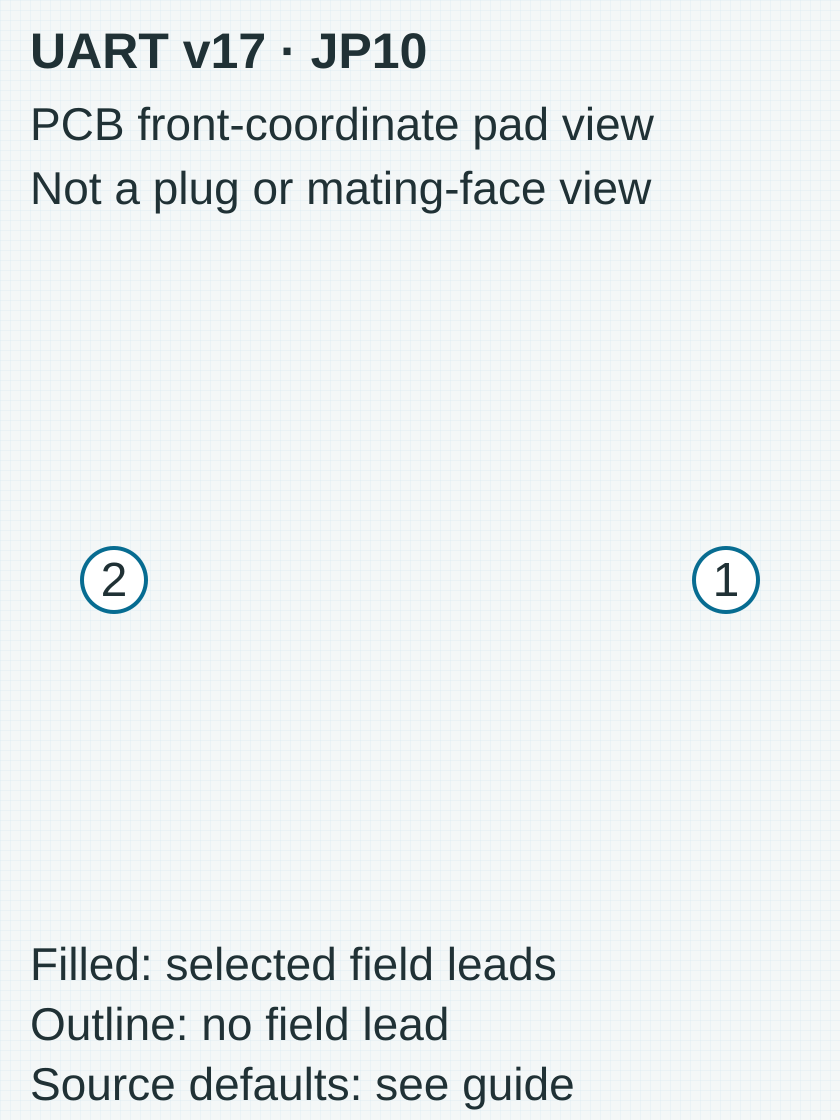 UART v17 · JP10
PCB front-coordinate pad view
Not a plug or mating-face view
2 1
Filled: selected field leads
Outline: no field lead
Source defaults: see guide